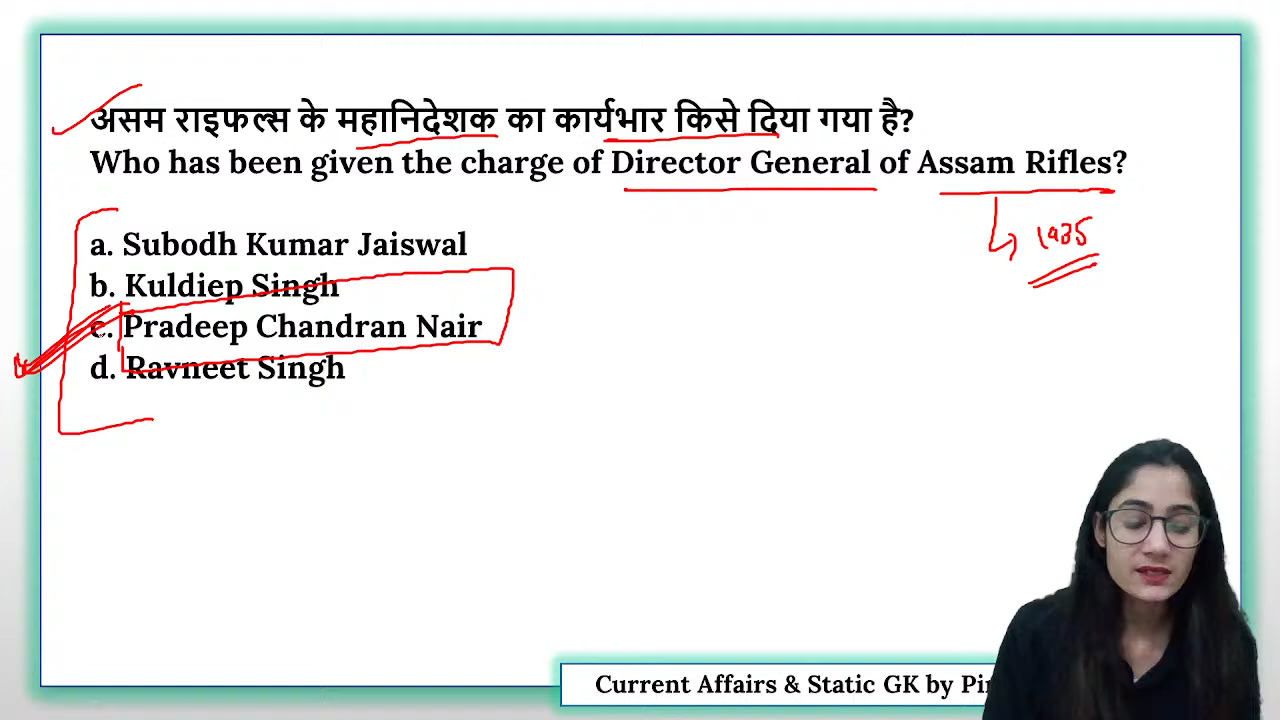 असम राइफल्स के महानिदेशक का कार्यभार किसे दिया गया है?
Who has been given the charge of Director General of Assam Rifles?
1935
a. Subodh Kumar Jaiswal
b. Kuldiep Singh
c. Pradeep Chandran Nair
d. Ravneet Singh
Current Affairs & Static GK by